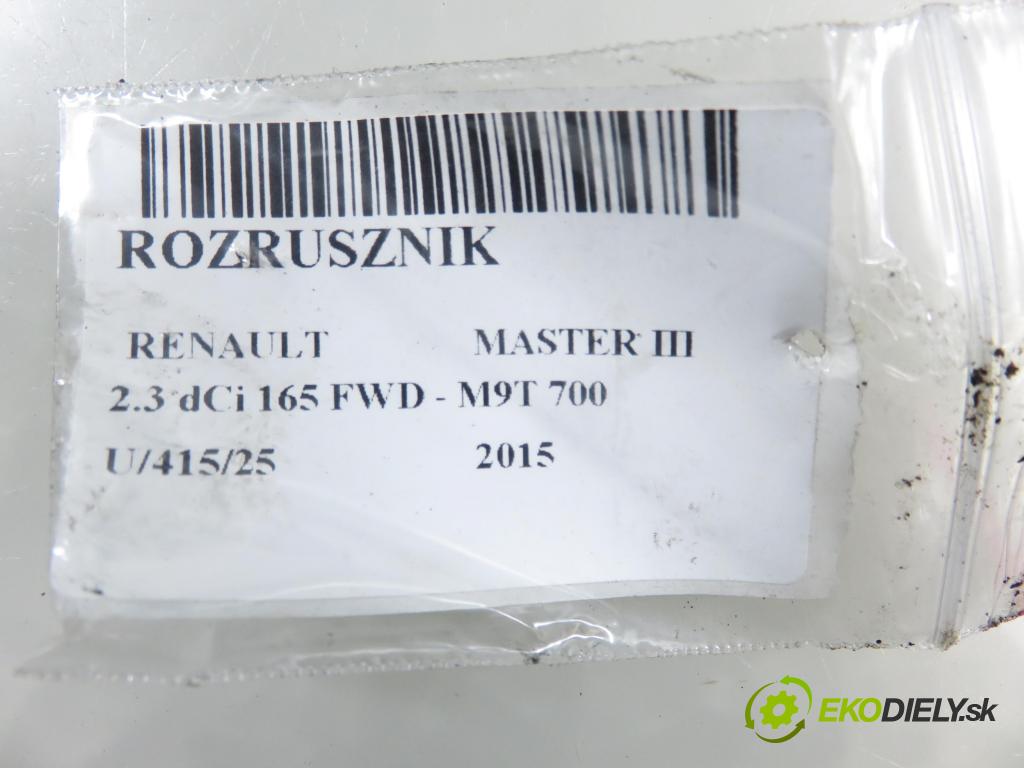 ROZRUSZNIK
RENAULT MASTER III
2.3 dCi 165 FWD - M9T 700
U/415/25 2015
EKODIELY.sk